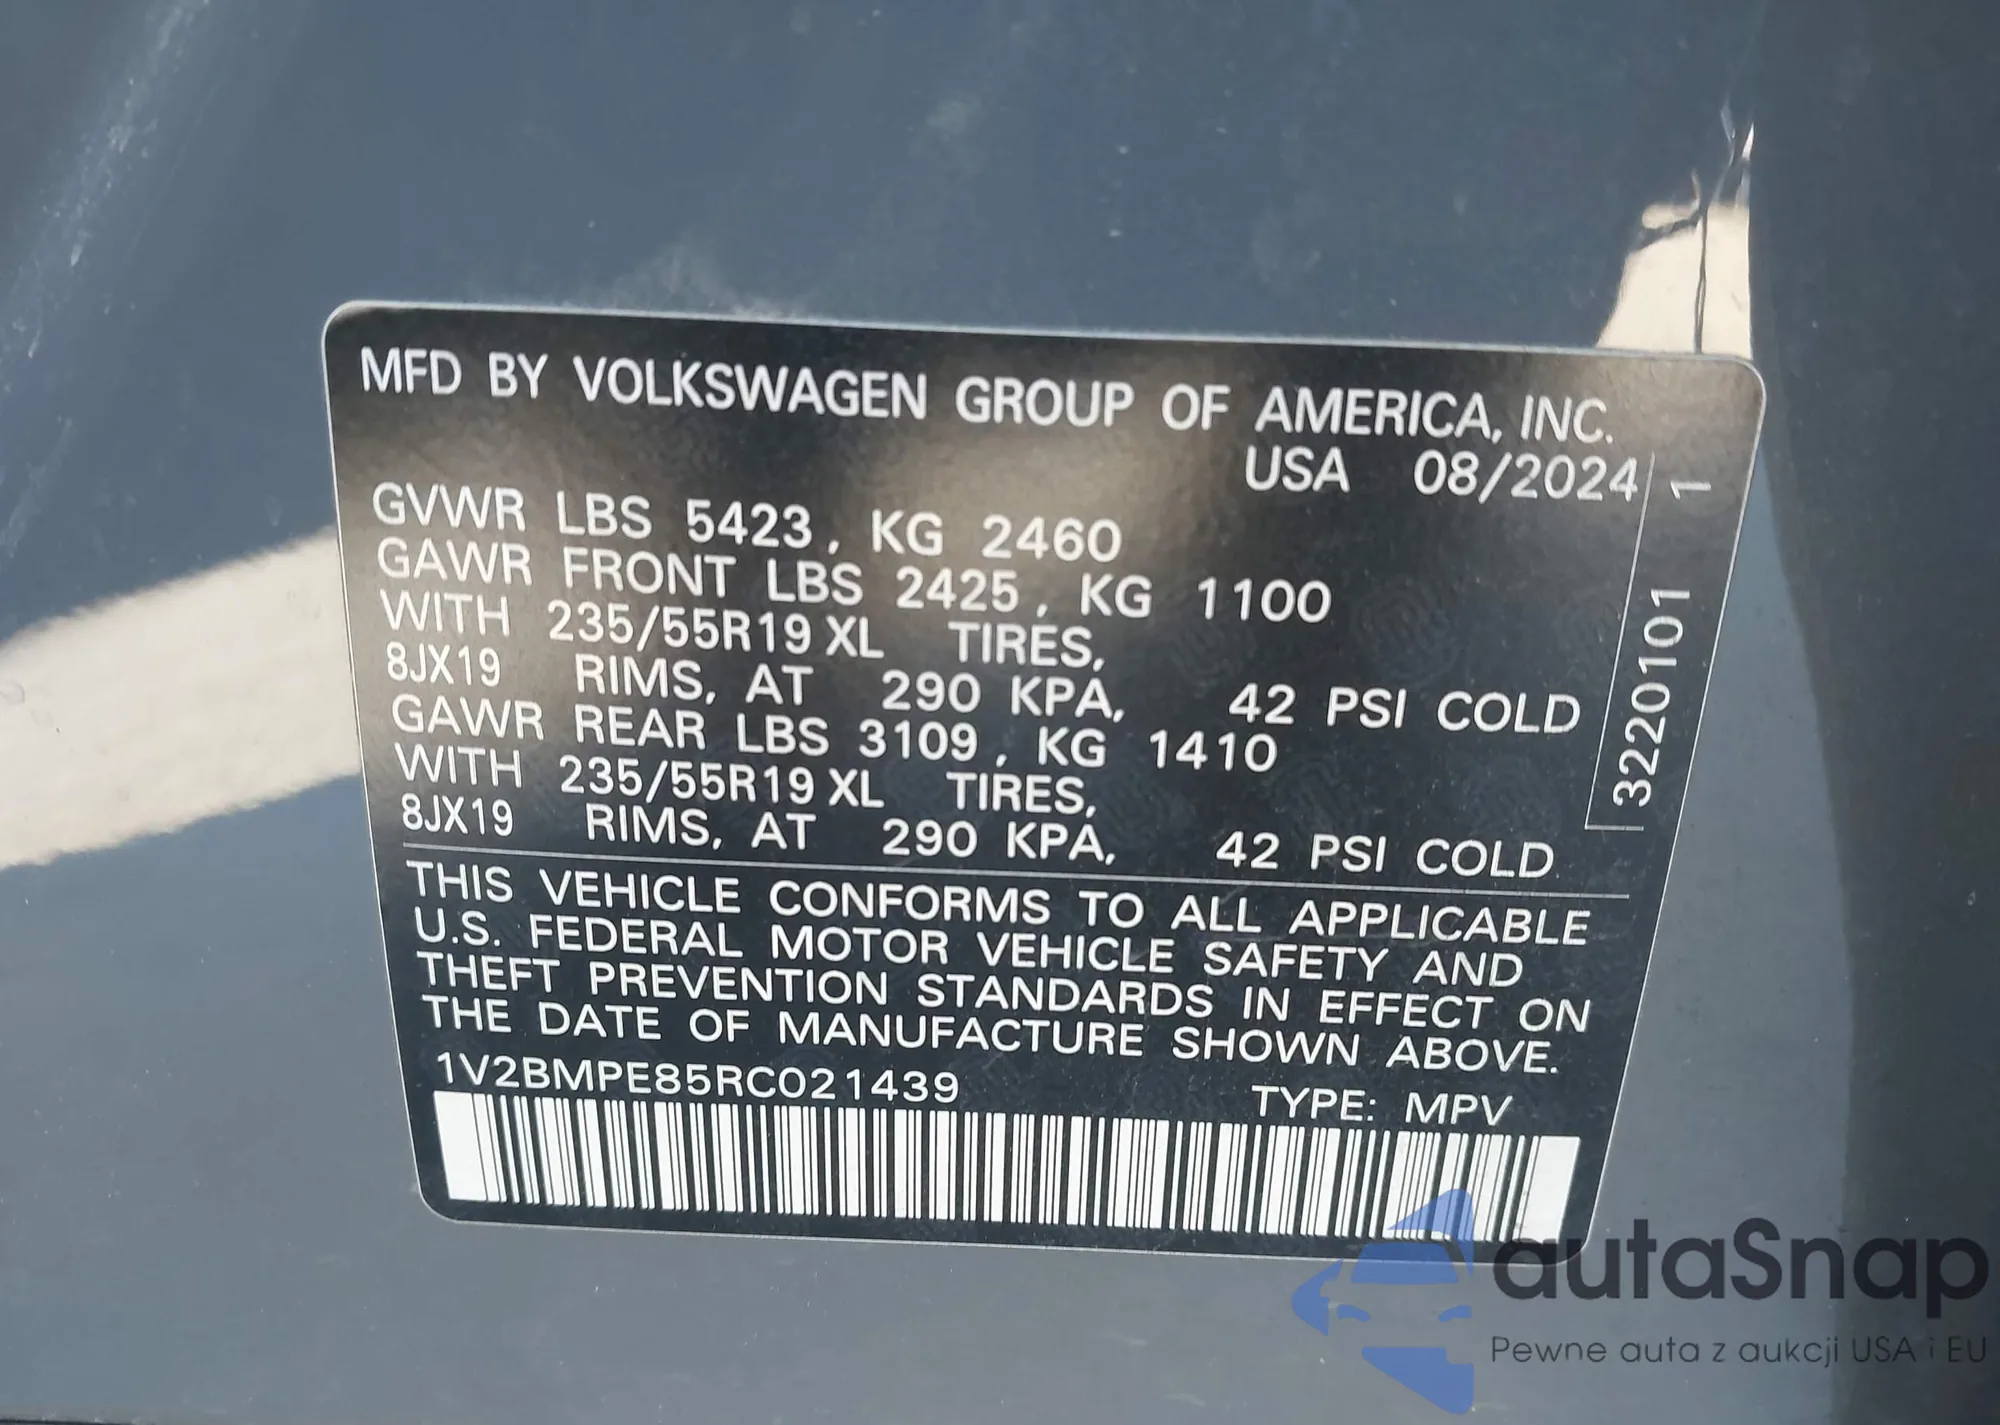 MFD BY VOLKSWAGEN GROUP OF AMERICA, INC.
USA 08/2024
GVWR LBS 5423, KG 2460
GAWR FRONT LBS 2425, KG 1100
WITH 235/55R19 XL TIRES,
8JX19 RIMS, AT 290 KPA, 42 PSI COLD
GAWR REAR LBS 3109, KG 1410
WITH 235/55R19 XL TIRES,
8JX19 RIMS, AT 290 KPA, 42 PSI COLD
3220101 1
THIS VEHICLE CONFORMS TO ALL APPLICABLE
U.S. FEDERAL MOTOR VEHICLE SAFETY AND
THEFT PREVENTION STANDARDS IN EFFECT ON
THE DATE OF MANUFACTURE SHOWN ABOVE.
1V2BMPE85RC021439
TYPE: MPV
autaSnap
Pewne auta z aukcji USA i EU